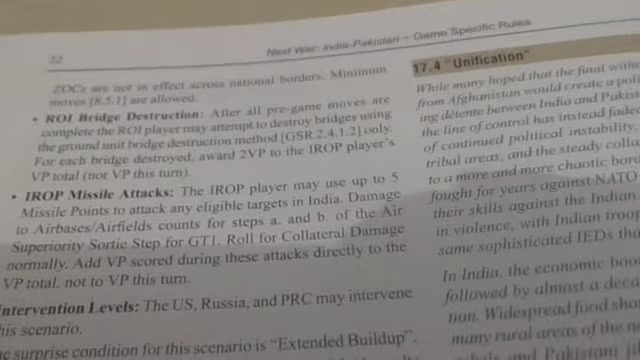 22
Next War: India-Pakistan ~ Game Specific Rules
ZOCs are not in effect across national borders. Minimum
moves [8.5.1] are allowed.
• ROI Bridge Destruction: After all pre-game moves are
complete the ROI player may attempt to destroy bridges using
the ground unit bridge destruction method [GSR 2.4.1.2] only.
For each bridge destroyed, award 2VP to the IROP player's
VP total (not VP this turn).
• IROP Missile Attacks: The IROP player may use up to 5
Missile Points to attack any eligible targets in India. Damage
to Airbases/Airfields counts for steps a. and b. of the Air
Superiority Sortie Step for GT1. Roll for Collateral Damage
normally. Add VP scored during these attacks directly to the
VP total, not to VP this turn.
Intervention Levels: The US, Russia, and PRC may intervene
his scenario.
e surprise condition for this scenario is "Extended Buildup".
17.4 "Unification"
While many hoped that the final withd
from Afghanistan would create a poli
ing détente between India and Pakist
the line of control has instead faded
of continued political instability,
tribal areas, and the steady colla
to a more and more chaotic bor
fought for years against NATO
their skills against the Indian
in violence, with Indian troop
same sophisticated IEDs tha
In India, the economic boo
followed by almost a deca
tion. Widespread food shor
many rural areas of the n
and Pakistani